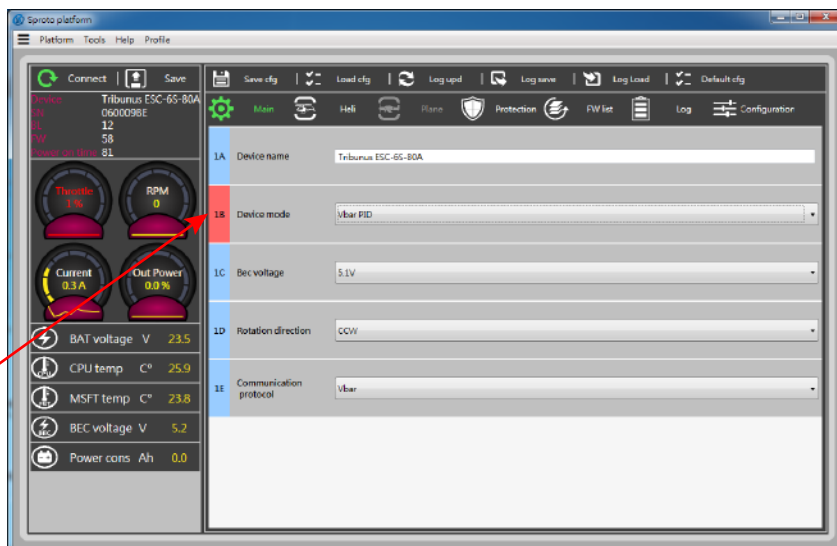 Sproto platform
Platform Tools Help Profile
Connect | Save
Save cfg | Load cfg | Log upd | Log save | Log Load | Default cfg
Device Tribunus ESC-6S-80A
SN 0600098E
BL 12
FW 58
Power on time 81
Main Heli Plane Protection FW list Log Configuration
Throttle
1 %
RPM
0
Current
0.3 A
Out Power
0.0 %
BAT voltage V 23.5
CPU temp C° 25.9
MSFT temp C° 23.8
BEC voltage V 5.2
Power cons Ah 0.0
1A Device name Tribunus ESC-6S-80A
1B Device mode Vbar PID
1C Bec voltage 5.1V
1D Rotation direction CCW
1E Communication protocol Vbar